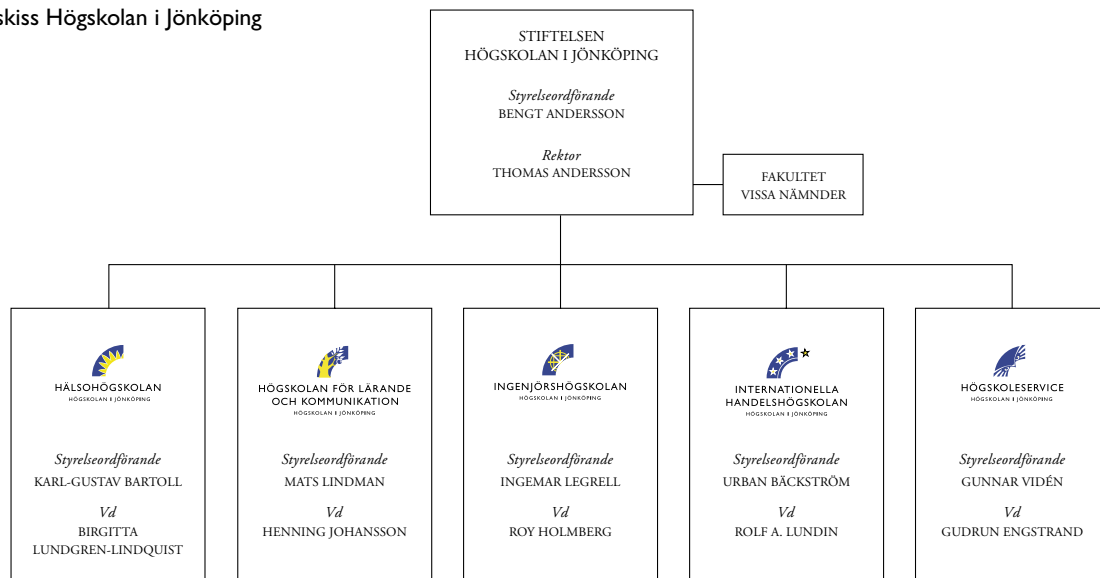 skiss Högskolan i Jönköping
STIFTELSEN
HÖGSKOLAN I JÖNKÖPING
Styrelseordförande
BENGT ANDERSSON
Rektor
THOMAS ANDERSSON
FAKULTET
VISSA NÄMNDER
HÄLSOHÖGSKOLAN
HÖGSKOLAN I JÖNKÖPING
Styrelseordförande
KARL-GUSTAV BARTOLL
Vd
BIRGITTA
LUNDGREN-LINDQUIST
HÖGSKOLAN FÖR LÄRANDE
OCH KOMMUNIKATION
HÖGSKOLAN I JÖNKÖPING
Styrelseordförande
MATS LINDMAN
Vd
HENNING JOHANSSON
INGENJÖRSHÖGSKOLAN
HÖGSKOLAN I JÖNKÖPING
Styrelseordförande
INGEMAR LEGRELL
Vd
ROY HOLMBERG
INTERNATIONELLA
HANDELSHÖGSKOLAN
HÖGSKOLAN I JÖNKÖPING
Styrelseordförande
URBAN BÄCKSTRÖM
Vd
ROLF A. LUNDIN
HÖGSKOLESERVICE
HÖGSKOLAN I JÖNKÖPING
Styrelseordförande
GUNNAR VIDÉN
Vd
GUDRUN ENGSTRAND